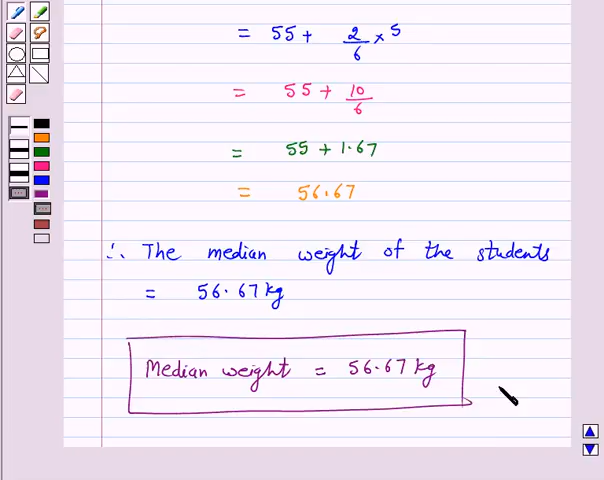 = 55 + 2/6 × 5
= 55 + 10/6
= 55 + 1.67
= 56.67
∴ The median weight of the students
= 56.67 kg
Median weight = 56.67 kg